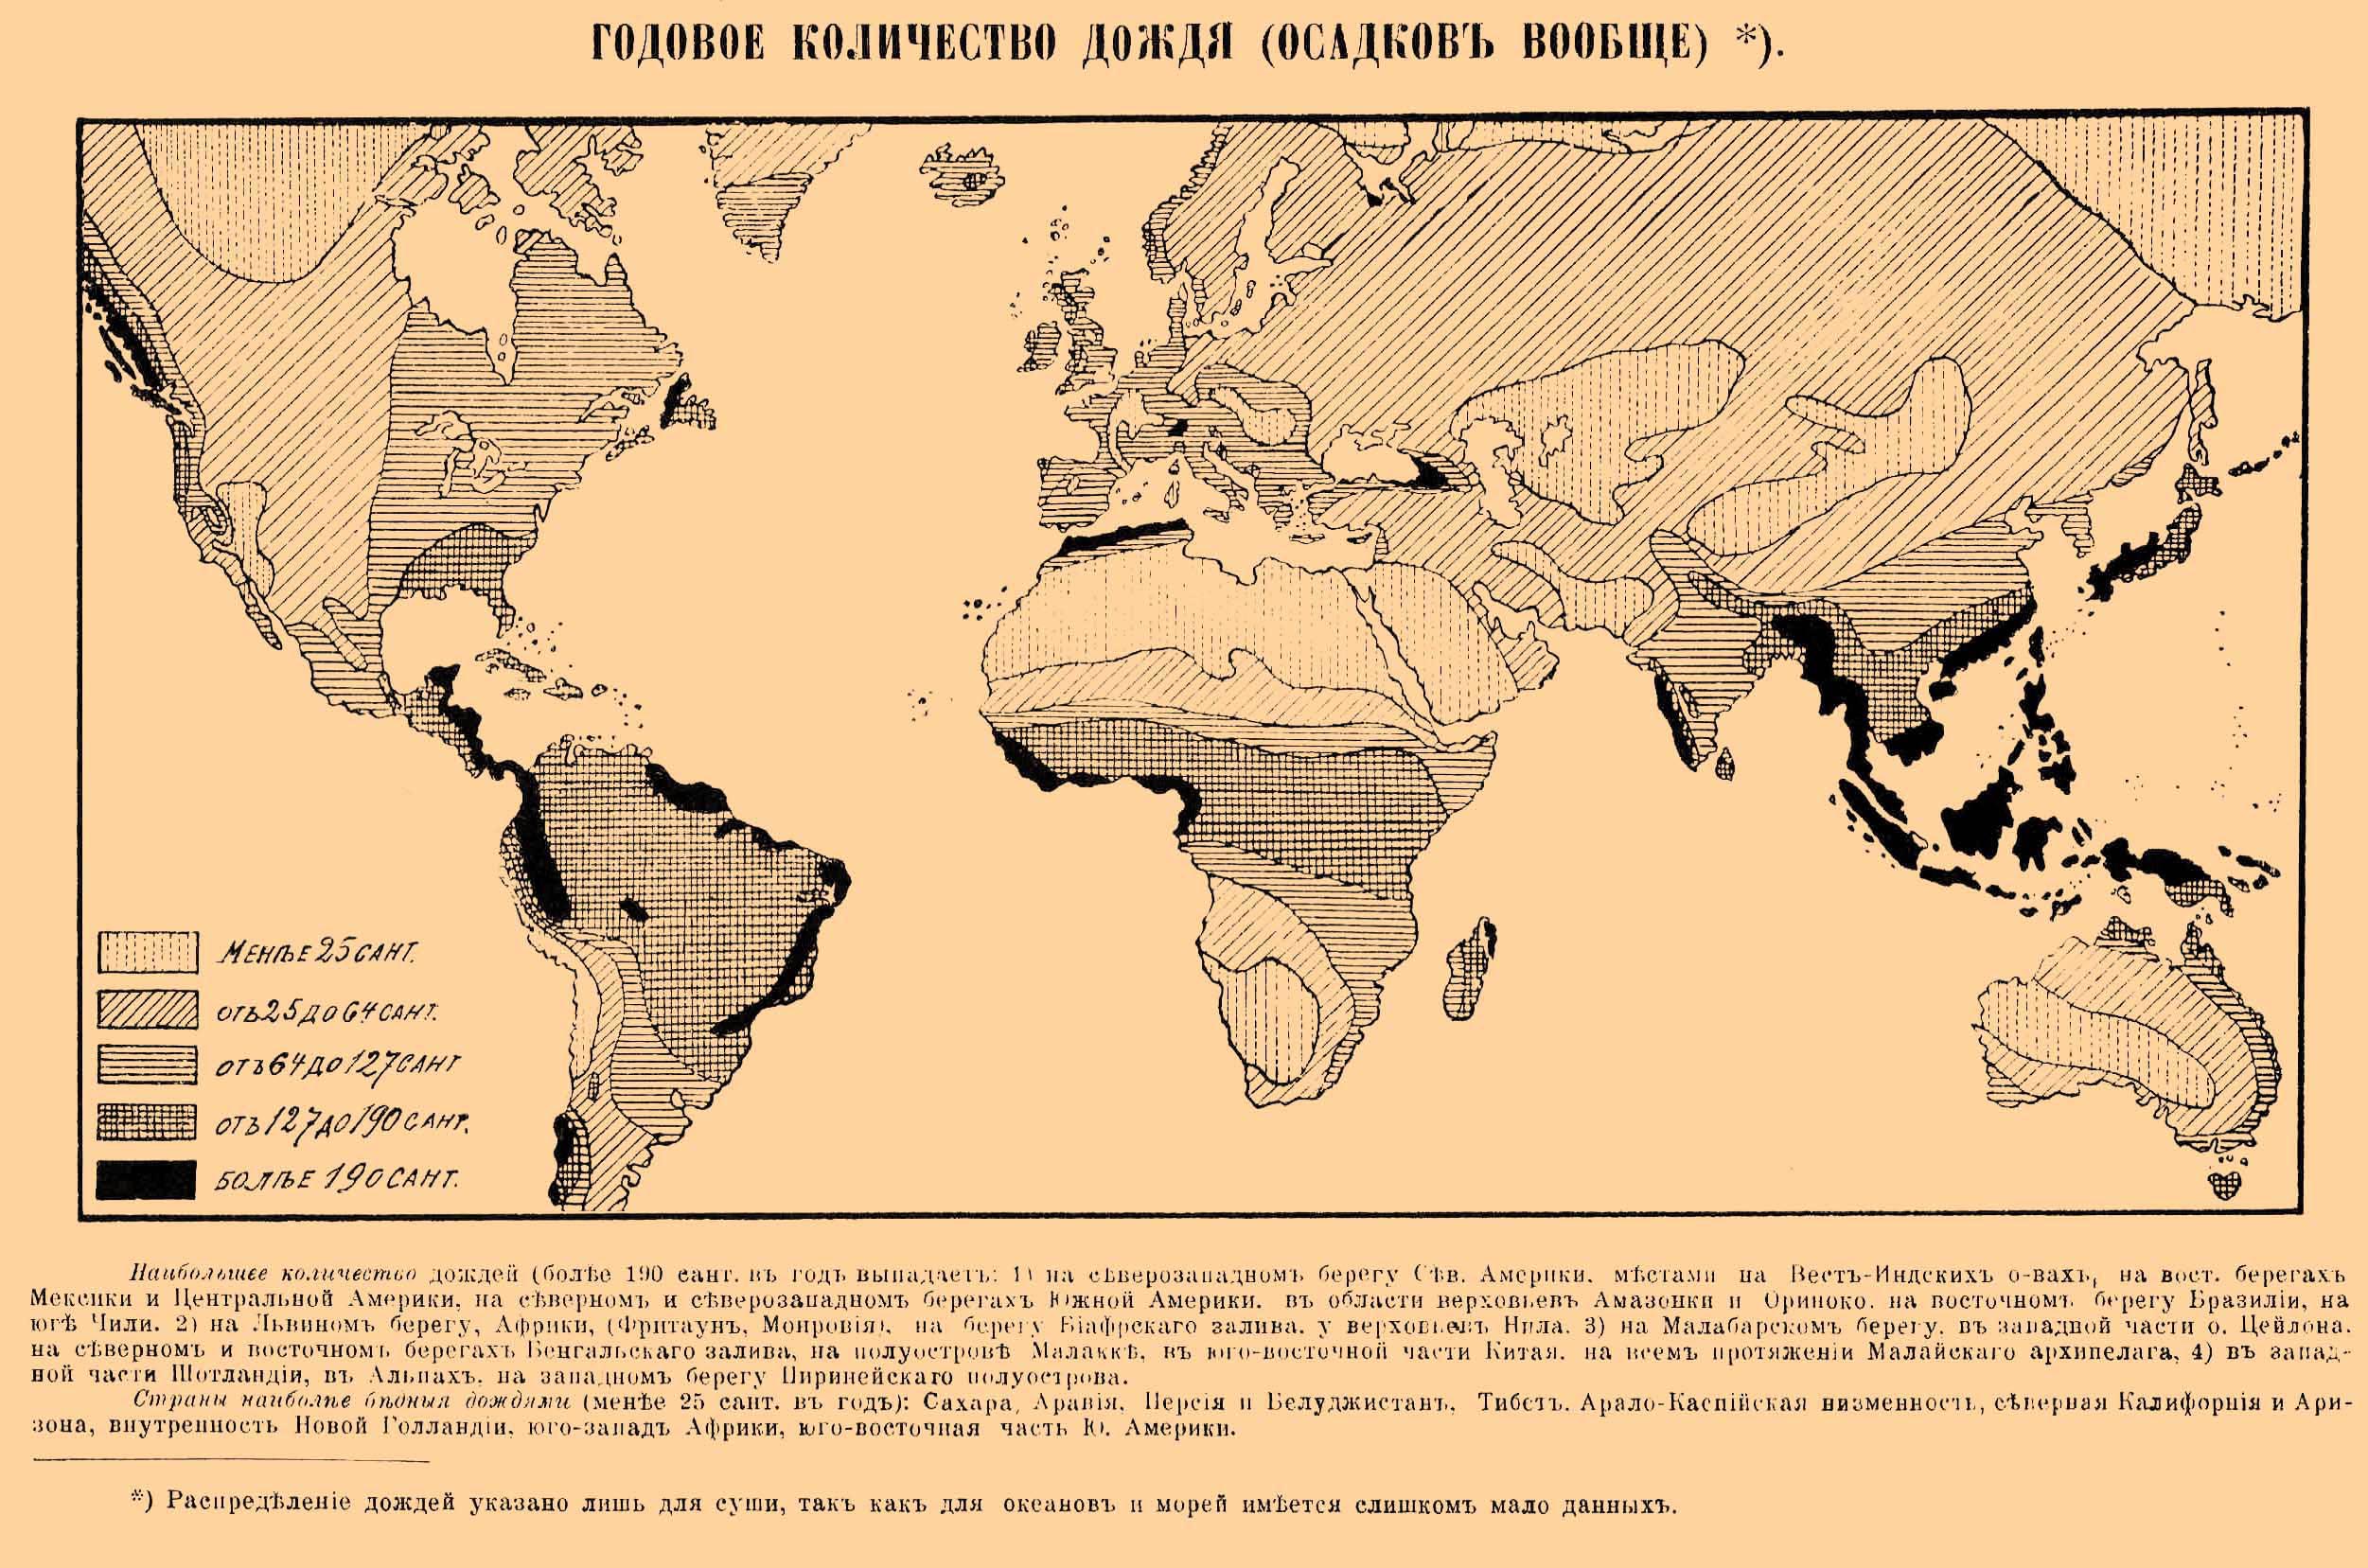 ГОДОВОЕ КОЛИЧЕСТВО ДОЖДЯ (ОСАДКОВЪ ВООБЩЕ) *).
МЕНѢЕ 25 САНТ.
ОТЪ 25 ДО 64 САНТ.
ОТЪ 64 ДО 127 САНТ
ОТЪ 127 ДО 190 САНТ.
БОЛѢЕ 190 САНТ.
Наибольшее количество дождей (болѣе 190 сант. въ годъ выпадаетъ: 1) на сѣверозападномъ берегу Сѣв. Америки, мѣстами на Вестъ-Индскихъ о-вахъ, на вост. берегахъ
Мексики и Центральной Америки, на сѣверномъ и сѣверозападномъ берегахъ Южной Америки, въ области верховьевъ Амазонки и Ориноко, на восточномъ берегу Бразиліи, на
югѣ Чили. 2) на Львиномъ берегу, Африки, (Фритаунъ, Монровія), на берегу Біафрскаго залива, у верховьевъ Нила. 3) на Малабарскомъ берегу, въ западной части о. Цейлона,
на сѣверномъ и восточномъ берегахъ Бенгальскаго залива, на полуостровѣ Малаккѣ, въ юго-восточной части Китая, на всемъ протяженіи Малайскаго архипелага, 4) въ запад-
ной части Шотландіи, въ Альпахъ, на западномъ берегу Пиринейскаго полуострова.
Страны наиболѣе бѣдныя дождями (менѣе 25 сант. въ годъ): Сахара, Аравія, Персія и Белуджистанъ, Тибетъ, Арало-Каспійская низменность, сѣверная Калифорнія и Ари-
зона, внутренность Новой Голландіи, юго-западъ Африки, юго-восточная часть Ю. Америки.
*) Распредѣленіе дождей указано лишь для суши, такъ какъ для океановъ и морей имѣется слишкомъ мало данныхъ.